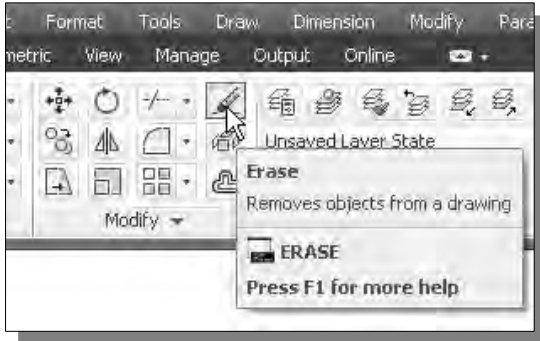 Format Tools Draw Dimension Modify Para
metric View Manage Output Online
Unsaved Layer State
Modify
Erase
Removes objects from a drawing
ERASE
Press F1 for more help